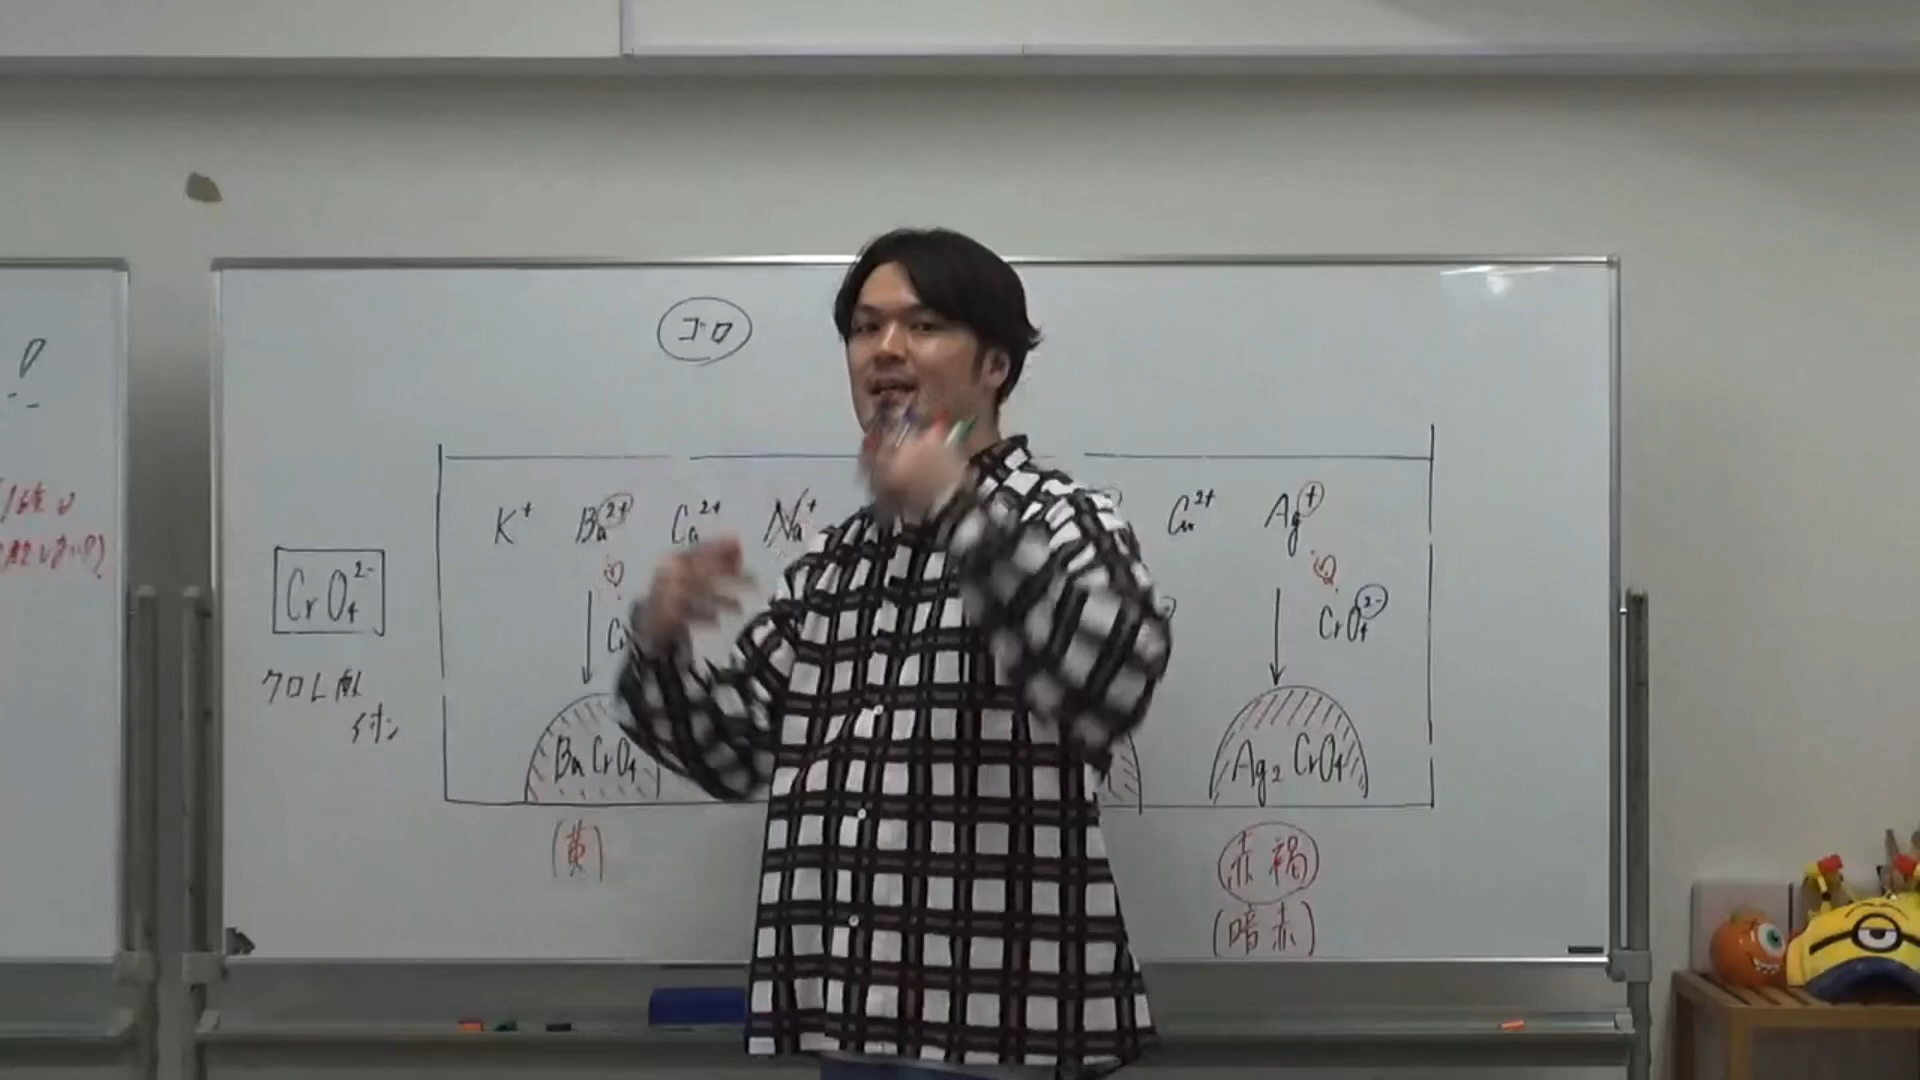 ゴロ
K⁺ Ba²⁺ Ca²⁺ Na⁺ Cu²⁺ Ag⁺
CrO₄²⁻
CrO₄²⁻
クロム酸
イオン
BaCrO₄
Ag₂CrO₄
(黄)
赤褐
(暗赤)